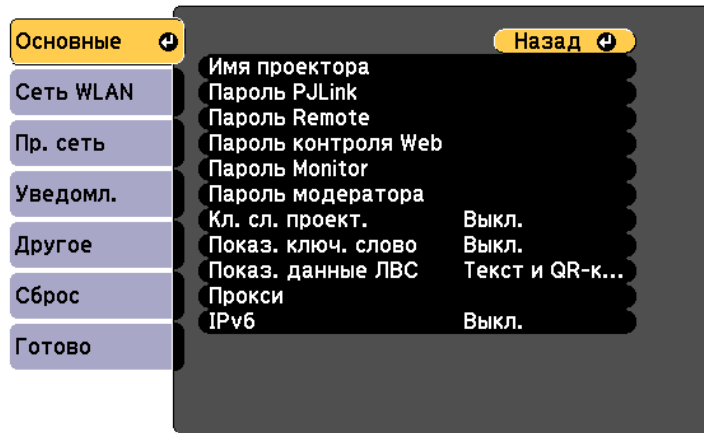 Основные
Сеть WLAN
Пр. сеть
Уведомл.
Другое
Сброс
Готово
Назад
Имя проектора
Пароль PJLink
Пароль Remote
Пароль контроля Web
Пароль Monitor
Пароль модератора
Кл. сл. проект. Выкл.
Показ. ключ. слово Выкл.
Показ. данные ЛВС Текст и QR-к...
Прокси
IPv6 Выкл.